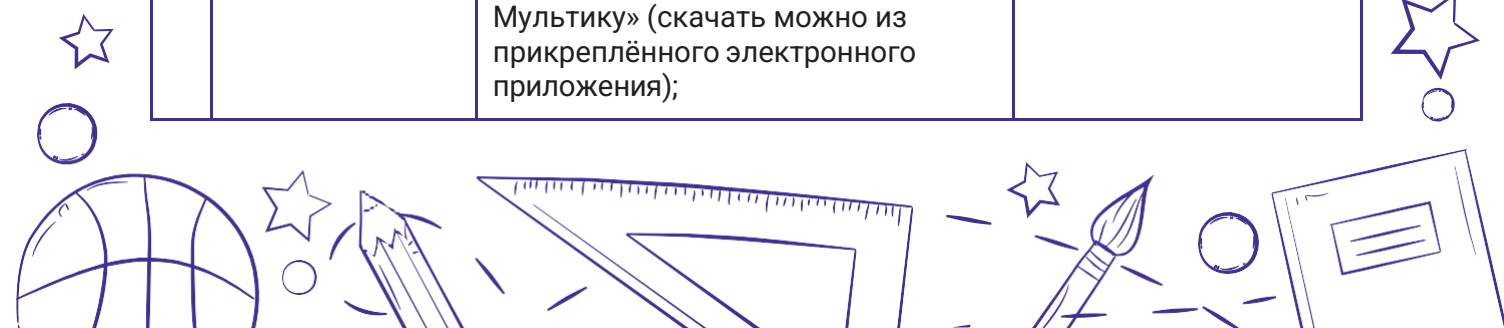 Мультику» (скачать можно из
прикреплённого электронного
приложения);